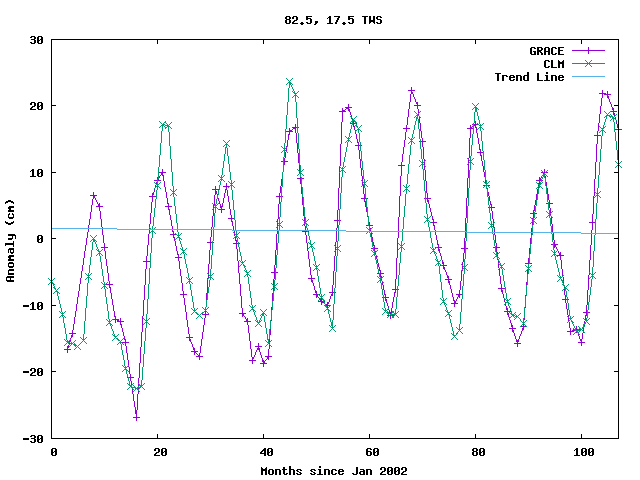 82.5, 17.5 TWS
GRACE
CLM
Trend Line
30
20
10
0
-10
-20
-30
Anomaly (cm)
0 20 40 60 80 100
Months since Jan 2002